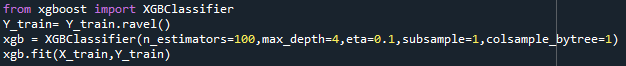 from xgboost import XGBClassifier
Y_train= Y_train.ravel()
xgb = XGBClassifier(n_estimators=100,max_depth=4,eta=0.1,subsample=1,colsample_bytree=1)
xgb.fit(X_train,Y_train)